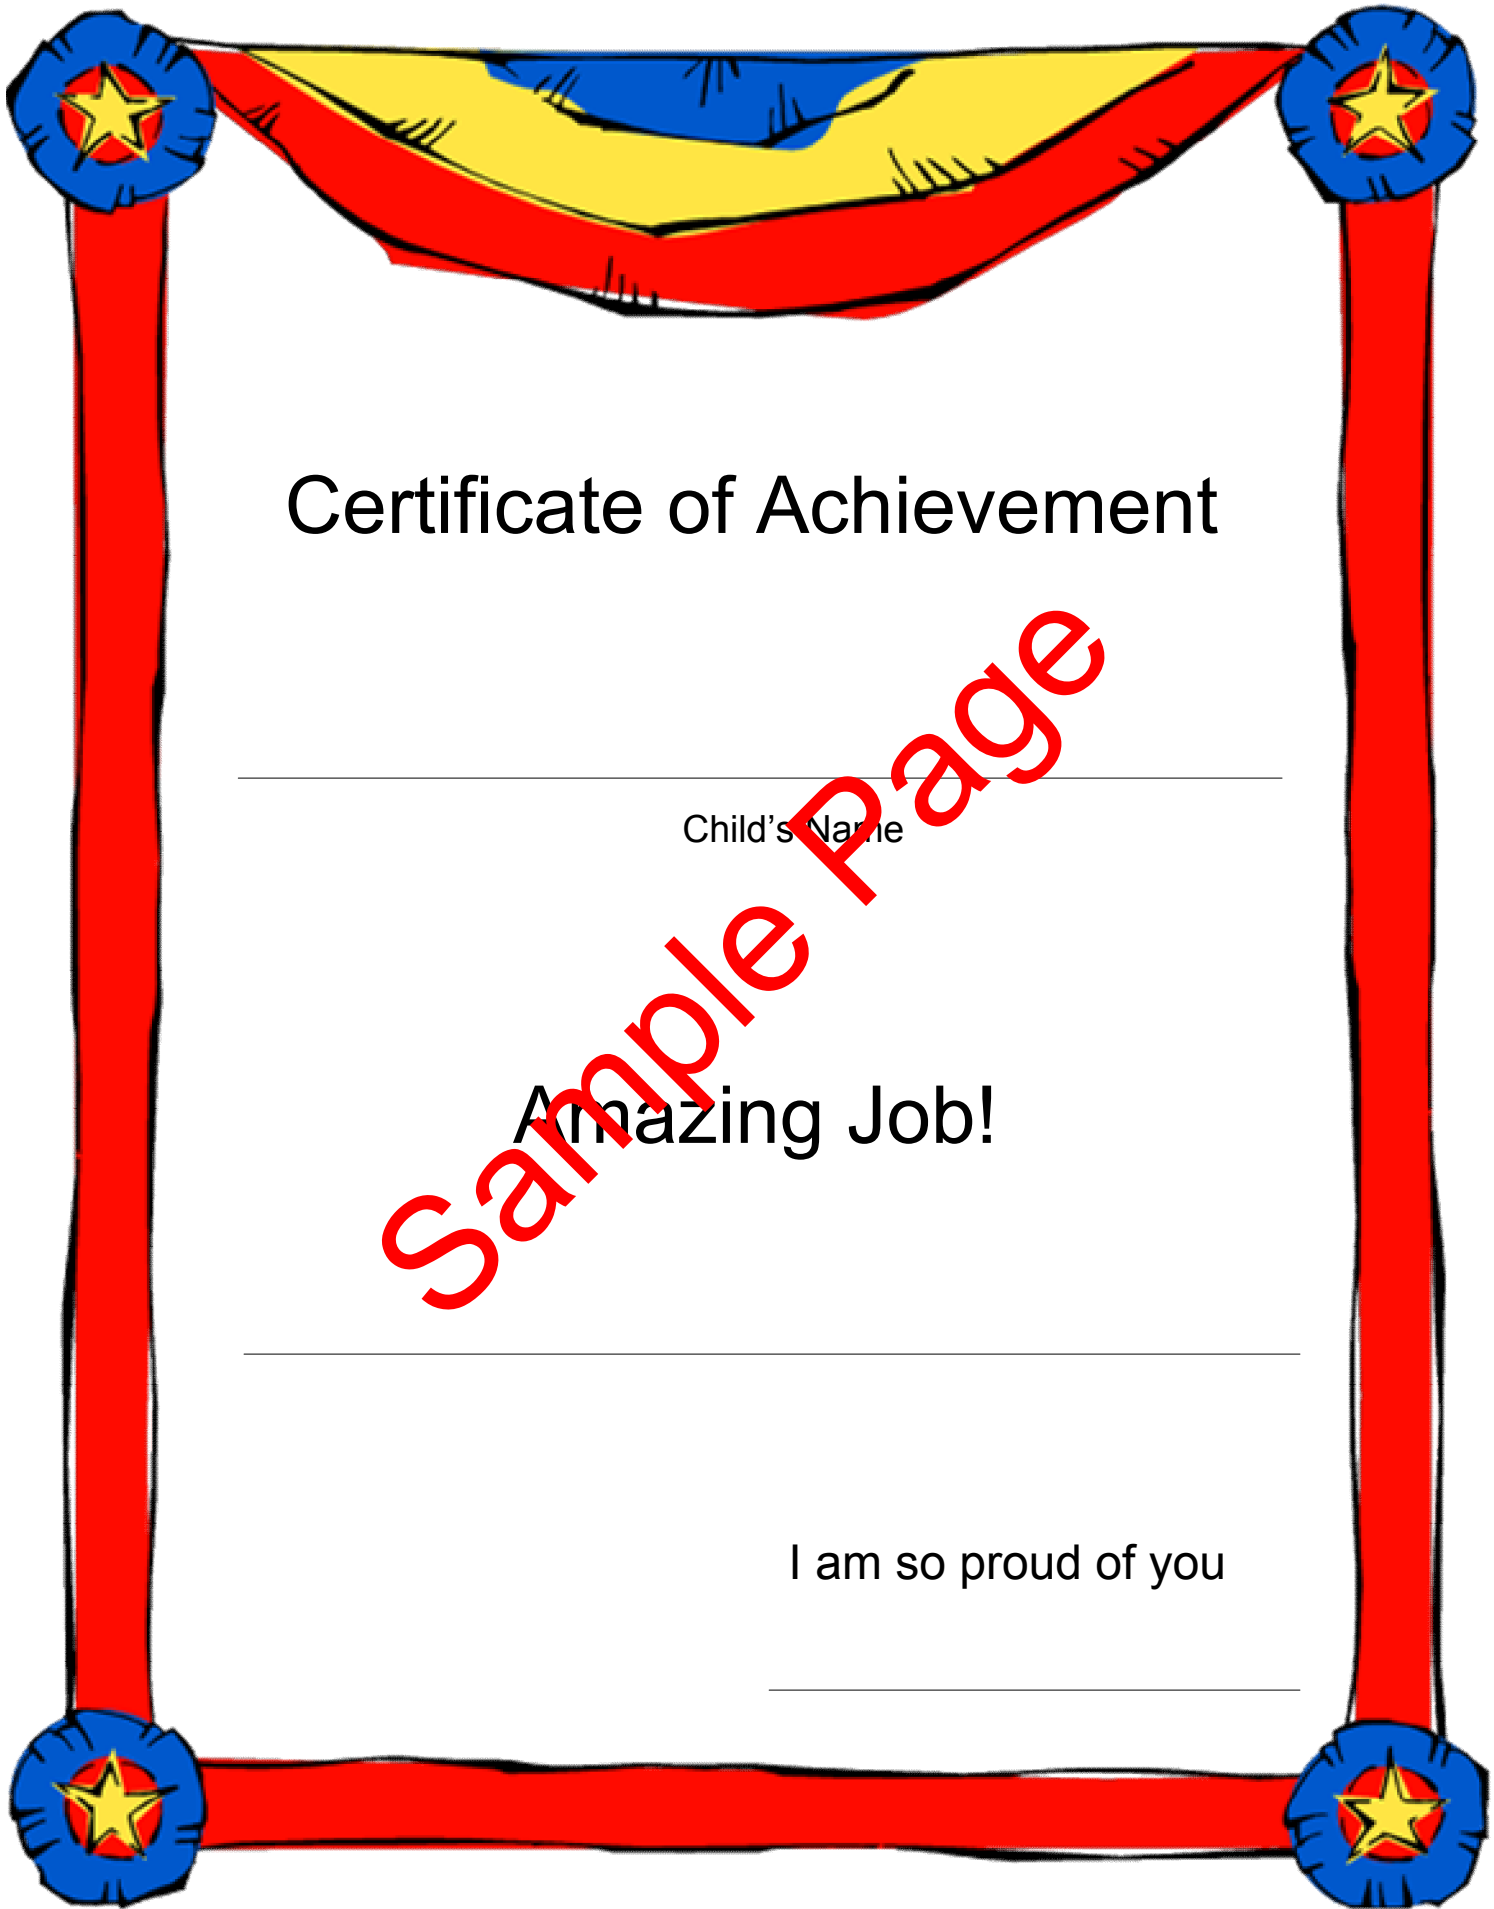 Certificate of Achievement
Child’s Name
Sample Page
Amazing Job!
I am so proud of you